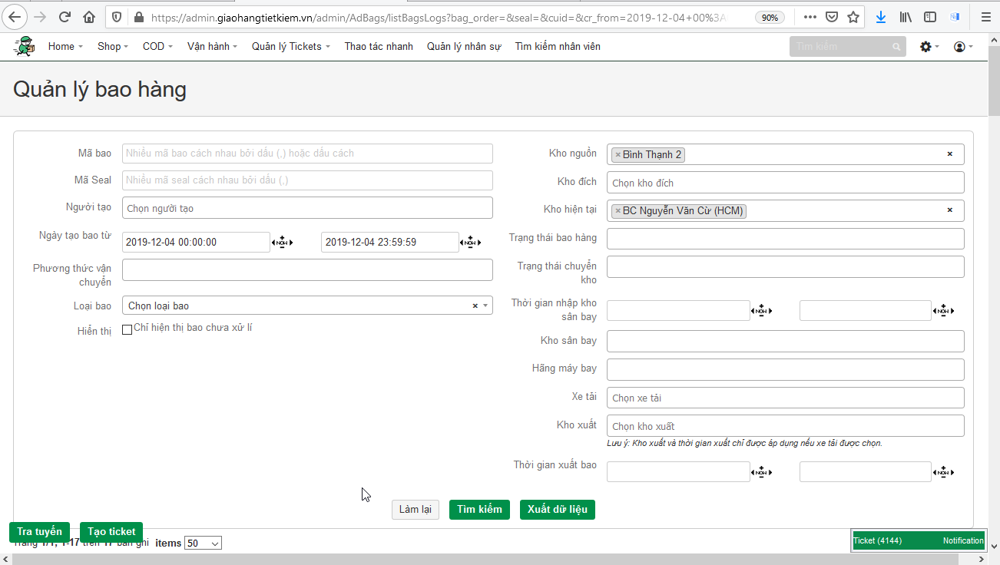 https://admin.giaohangtietkiem.vn/admin/AdBags/listBagsLogs?bag_order=&seal=&cuid=&cr_from=2019-12-04+00%3A
90%
Home Shop COD Vận hành Quản lý Tickets Thao tác nhanh Quản lý nhân sự Tìm kiếm nhân viên Tìm kiếm
Quản lý bao hàng
Mã bao Nhiều mã bao cách nhau bởi dấu (,) hoặc dấu cách
Mã Seal Nhiều mã seal cách nhau bởi dấu (,)
Người tạo Chọn người tạo
Ngày tạo bao từ 2019-12-04 00:00:00 NOW 2019-12-04 23:59:59 NOW
Phương thức vận
chuyển
Loại bao Chọn loại bao × 
Hiển thị Chỉ hiện thị bao chưa xử lí
Kho nguồn ×Bình Thạnh 2 ×
Kho đích Chọn kho đích
Kho hiện tại ×BC Nguyễn Văn Cừ (HCM) ×
Trạng thái bao hàng
Trạng thái chuyển
kho
Thời gian nhập kho
sân bay NOW NOW
Kho sân bay
Hãng máy bay
Xe tải Chọn xe tải
Kho xuất Chọn kho xuất
Lưu ý: Kho xuất và thời gian xuất chỉ được áp dụng nếu xe tải được chọn.
Thời gian xuất bao NOW NOW
Làm lại Tìm kiếm Xuất dữ liệu
Tra tuyến Tạo ticket
Trang 1/1, 1-17 trên 17 bản ghi items 50
Ticket (4144) Notification